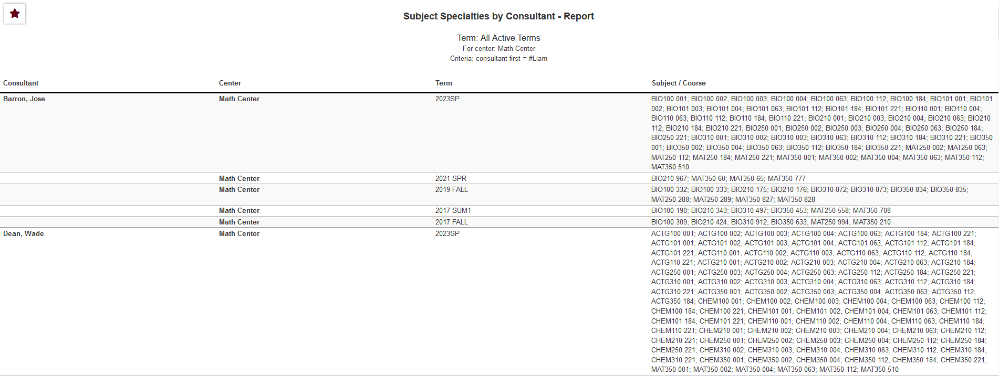 Subject Specialties by Consultant - Report
Term: All Active Terms
For center: Math Center
Criteria: consultant first = #Liam
Consultant Center Term Subject / Course
Barron, Jose Math Center 2023SP BIO100 001; BIO100 002; BIO100 003; BIO100 004; BIO100 063; BIO100 112; BIO100 184; BIO101 001; BIO101
002; BIO101 003; BIO101 004; BIO101 063; BIO101 112; BIO101 184; BIO101 221; BIO110 001; BIO110 004;
BIO110 063; BIO110 112; BIO110 184; BIO110 221; BIO210 001; BIO210 003; BIO210 004; BIO210 063; BIO210
112; BIO210 184; BIO210 221; BIO250 001; BIO250 002; BIO250 003; BIO250 004; BIO250 063; BIO250 184;
BIO250 221; BIO310 001; BIO310 002; BIO310 003; BIO310 063; BIO310 112; BIO310 184; BIO310 221; BIO350
001; BIO350 002; BIO350 004; BIO350 063; BIO350 112; BIO350 184; BIO350 221; MAT250 002; MAT250 063;
MAT250 112; MAT250 184; MAT250 221; MAT350 001; MAT350 002; MAT350 004; MAT350 063; MAT350 112;
MAT350 510
Math Center 2021 SPR BIO210 967; MAT350 60; MAT350 65; MAT350 777
Math Center 2019 FALL BIO100 332; BIO100 333; BIO210 175; BIO210 176; BIO310 872; BIO310 873; BIO350 834; BIO350 835;
MAT250 288; MAT250 289; MAT350 827; MAT350 828
Math Center 2017 SUM1 BIO100 190; BIO210 343; BIO310 497; BIO350 453; MAT250 558; MAT350 708
Math Center 2017 FALL BIO100 309; BIO210 424; BIO310 912; BIO350 633; MAT250 994; MAT350 210
Dean, Wade Math Center 2023SP ACTG100 001; ACTG100 002; ACTG100 003; ACTG100 004; ACTG100 063; ACTG100 184; ACTG100 221;
ACTG101 001; ACTG101 002; ACTG101 003; ACTG101 004; ACTG101 063; ACTG101 112; ACTG101 184;
ACTG101 221; ACTG110 001; ACTG110 002; ACTG110 003; ACTG110 063; ACTG110 112; ACTG110 184;
ACTG110 221; ACTG210 001; ACTG210 002; ACTG210 003; ACTG210 004; ACTG210 063; ACTG210 184;
ACTG250 001; ACTG250 003; ACTG250 004; ACTG250 063; ACTG250 112; ACTG250 184; ACTG250 221;
ACTG310 001; ACTG310 002; ACTG310 003; ACTG310 004; ACTG310 063; ACTG310 112; ACTG310 184;
ACTG310 221; ACTG350 001; ACTG350 002; ACTG350 003; ACTG350 004; ACTG350 063; ACTG350 112;
ACTG350 184; CHEM100 001; CHEM100 002; CHEM100 003; CHEM100 004; CHEM100 063; CHEM100 112;
CHEM100 184; CHEM100 221; CHEM101 001; CHEM101 002; CHEM101 004; CHEM101 063; CHEM101 112;
CHEM101 184; CHEM101 221; CHEM110 001; CHEM110 002; CHEM110 004; CHEM110 063; CHEM110 184;
CHEM110 221; CHEM210 001; CHEM210 002; CHEM210 003; CHEM210 004; CHEM210 063; CHEM210 112;
CHEM210 221; CHEM250 001; CHEM250 002; CHEM250 003; CHEM250 004; CHEM250 112; CHEM250 184;
CHEM250 221; CHEM310 002; CHEM310 003; CHEM310 004; CHEM310 063; CHEM310 112; CHEM310 184;
CHEM310 221; CHEM350 001; CHEM350 002; CHEM350 004; CHEM350 112; CHEM350 184; CHEM350 221;
MAT350 001; MAT350 002; MAT350 004; MAT350 063; MAT350 112; MAT350 510